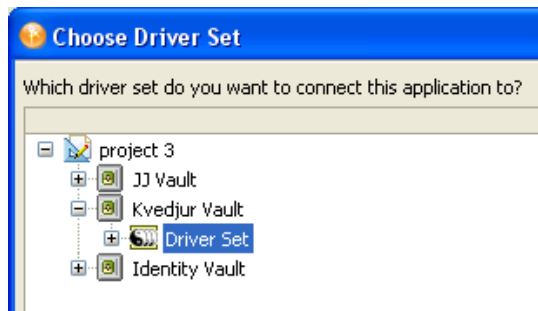 Choose Driver Set
Which driver set do you want to connect this application to?
project 3
JJ Vault
Kvedjur Vault
Driver Set
Identity Vault